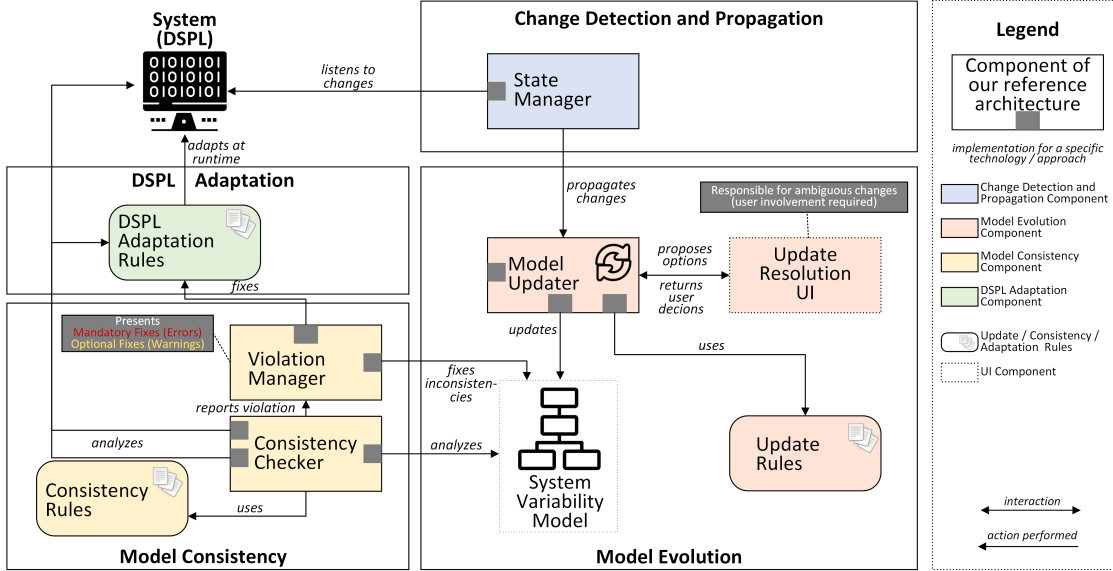 System
(DSPL)
01010101
01010101
01010101
listens to
changes
adapts at
runtime
Change Detection and Propagation
State
Manager
propagates
changes
DSPL Adaptation
DSPL
Adaptation
Rules
fixes
Presents
Mandatory Fixes (Errors)
Optional Fixes (Warnings)
Violation
Manager
reports violation
Consistency
Checker
analyzes
Consistency
Rules
uses
Model Consistency
fixes
inconsisten-
cies
analyzes
Responsible for ambiguous changes
(user involvement required)
Model
Updater
proposes
options
returns
user
decions
Update
Resolution
UI
updates
uses
System
Variability
Model
Update
Rules
Model Evolution
Legend
Component of
our reference
architecture
implementation for a specific
technology / approach
Change Detection and
Propagation Component
Model Evolution
Component
Model Consistency
Component
DSPL Adaptation
Component
Update / Consistency /
Adaptation Rules
UI Component
interaction
action performed